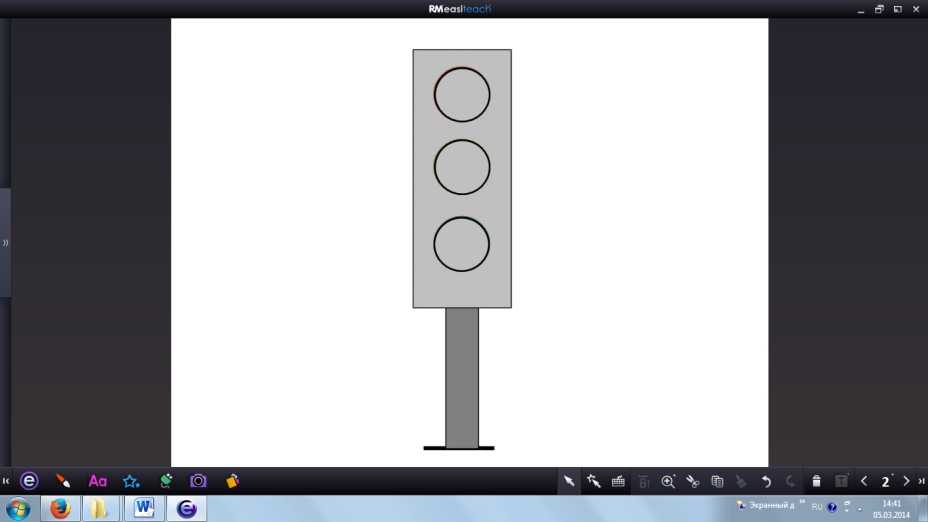 RMeasiteach
Aa
2
Экранный д
RU
14:41
05.03.2014